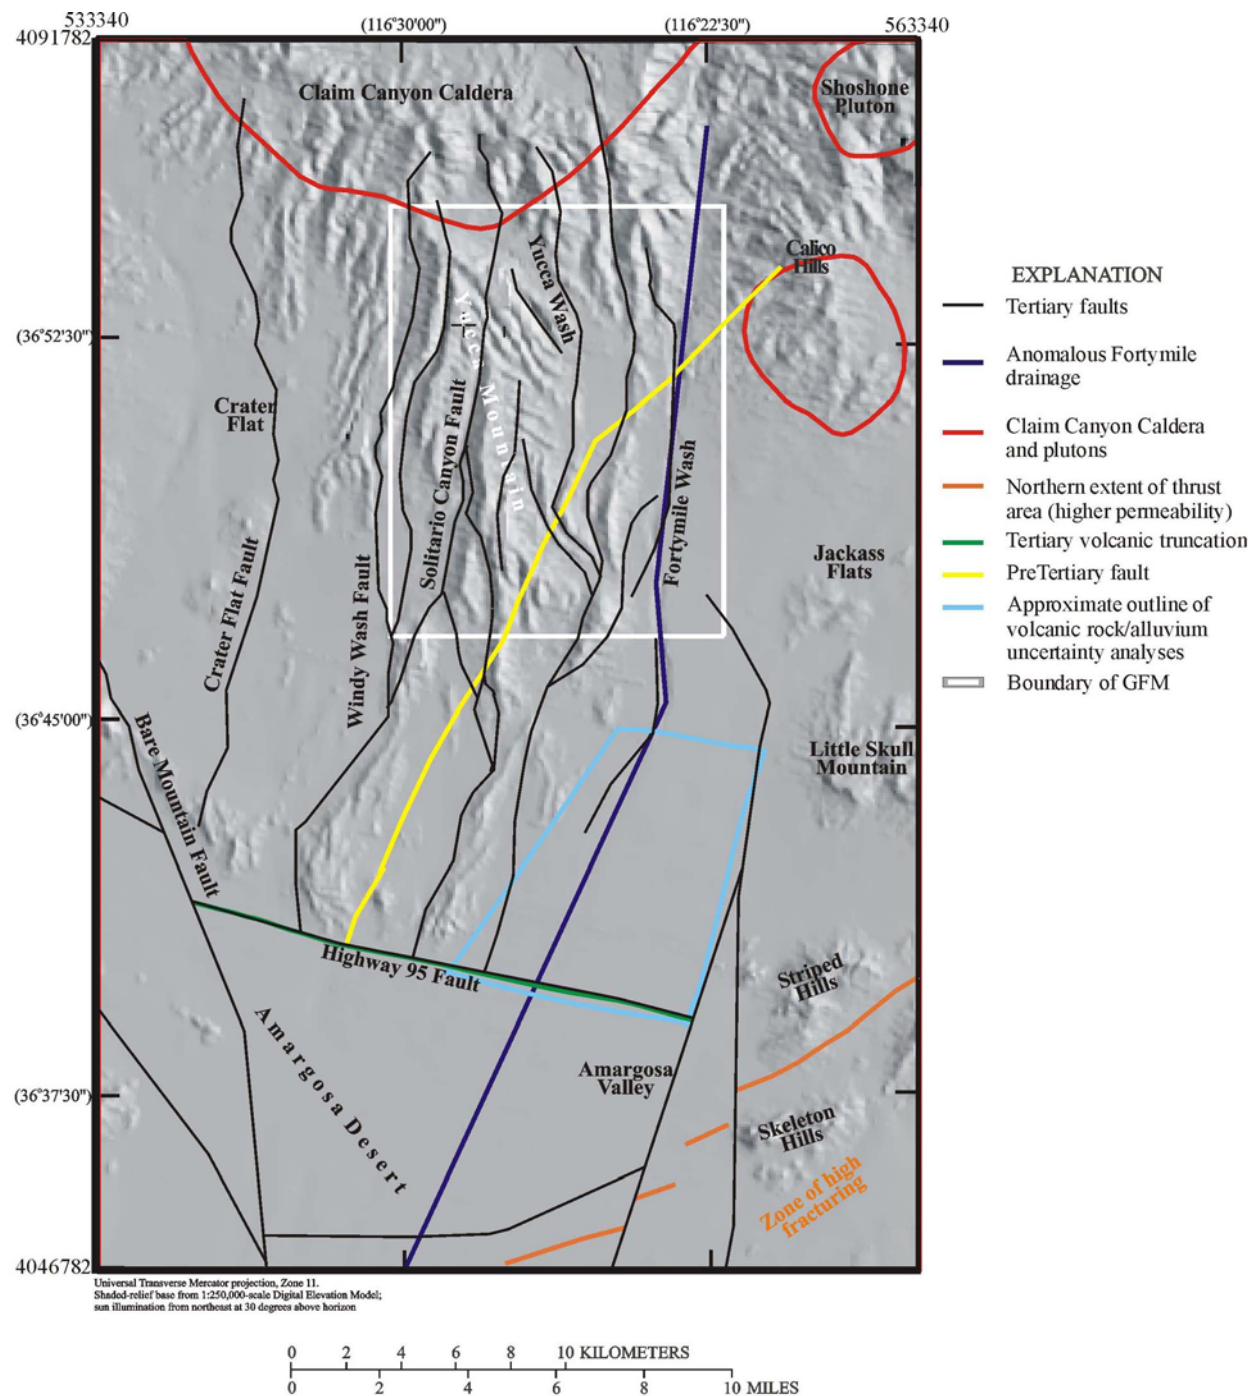 533340
(116°30'00")
(116°22'30")
563340
4091782
Claim Canyon Caldera
Shoshone
Pluton
Calico
Hills
Yucca Wash
(36°52'30")
Yucca Mountain
Crater
Flat
Solitario Canyon Fault
Fortymile Wash
Jackass
Flats
Crater Flat Fault
Windy Wash Fault
(36°45'00")
Bare Mountain Fault
Little Skull
Mountain
Highway 95 Fault
Striped
Hills
Amargosa Desert
Amargosa
Valley
(36°37'30")
Skeleton
Hills
Zone of high
fracturing
4046782
EXPLANATION
Tertiary faults
Anomalous Fortymile
drainage
Claim Canyon Caldera
and plutons
Northern extent of thrust
area (higher permeability)
Tertiary volcanic truncation
PreTertiary fault
Approximate outline of
volcanic rock/alluvium
uncertainty analyses
Boundary of GFM
Universal Transverse Mercator projection, Zone 11.
Shaded-relief base from 1:250,000-scale Digital Elevation Model;
sun illumination from northeast at 30 degrees above horizon
0 2 4 6 8 10 KILOMETERS
0 2 4 6 8 10 MILES